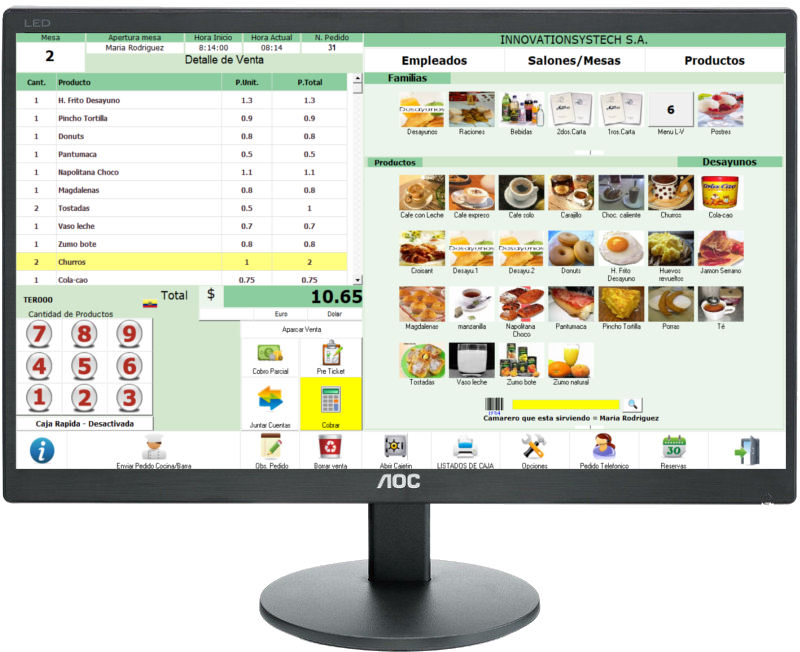 LED
Mesa Apertura mesa Hora Inicio Hora Actual N. Pedido
2 Maria Rodriguez 8:14:00 08:14 31
Detalle de Venta
Cant. Producto P.Unit. P.Total
1 H. Frito Desayuno 1.3 1.3
1 Pincho Tortilla 0.9 0.9
1 Donuts 0.8 0.8
1 Pantumaca 0.5 0.5
1 Napolitana Choco 1.1 1.1
1 Magdalenas 0.8 0.8
2 Tostadas 0.5 1
1 Vaso leche 0.7 0.7
1 Zumo bote 0.8 0.8
2 Churros 1 2
1 Cola-cao 0.75 0.75
TER000 Total $ 10.65
Cantidad de Productos Euro Dolar
Aparcar Venta
7 8 9
4 5 6
1 2 3
Cobro Parcial Pre Ticket
Juntar Cuentas Cobrar
Caja Rapida - Desactivada
INNOVATIONSYSTECH S.A.
Empleados Salones/Mesas Productos
Familias
Desayunos
6
Desayunos Raciones Bebidas 2dos.Carta 1ros.Carta Menu L-V Postres
Productos Desayunos
Cafe con Leche Cafe expreso Cafe solo Carajillo Choc. caliente Churros Cola-cao
Desayunos Desayunos
Croisant Desayu.1 Desayu.2 Donuts H. Frito Desayuno Huevos revueltos Jamon Serrano
Magdalenas manzanilla Napolitana Choco Pantumaca Pincho Tortilla Porras Té
Tostadas Vaso leche Zumo bote Zumo natural
Camarero que esta sirviendo = Maria Rodriguez
30
Enviar Pedido Cocina/Barra Obs. Pedido Borrar venta Abrir Cajetin LISTADOS DE CAJA Opciones Pedido Telefonico Reservas
AOC